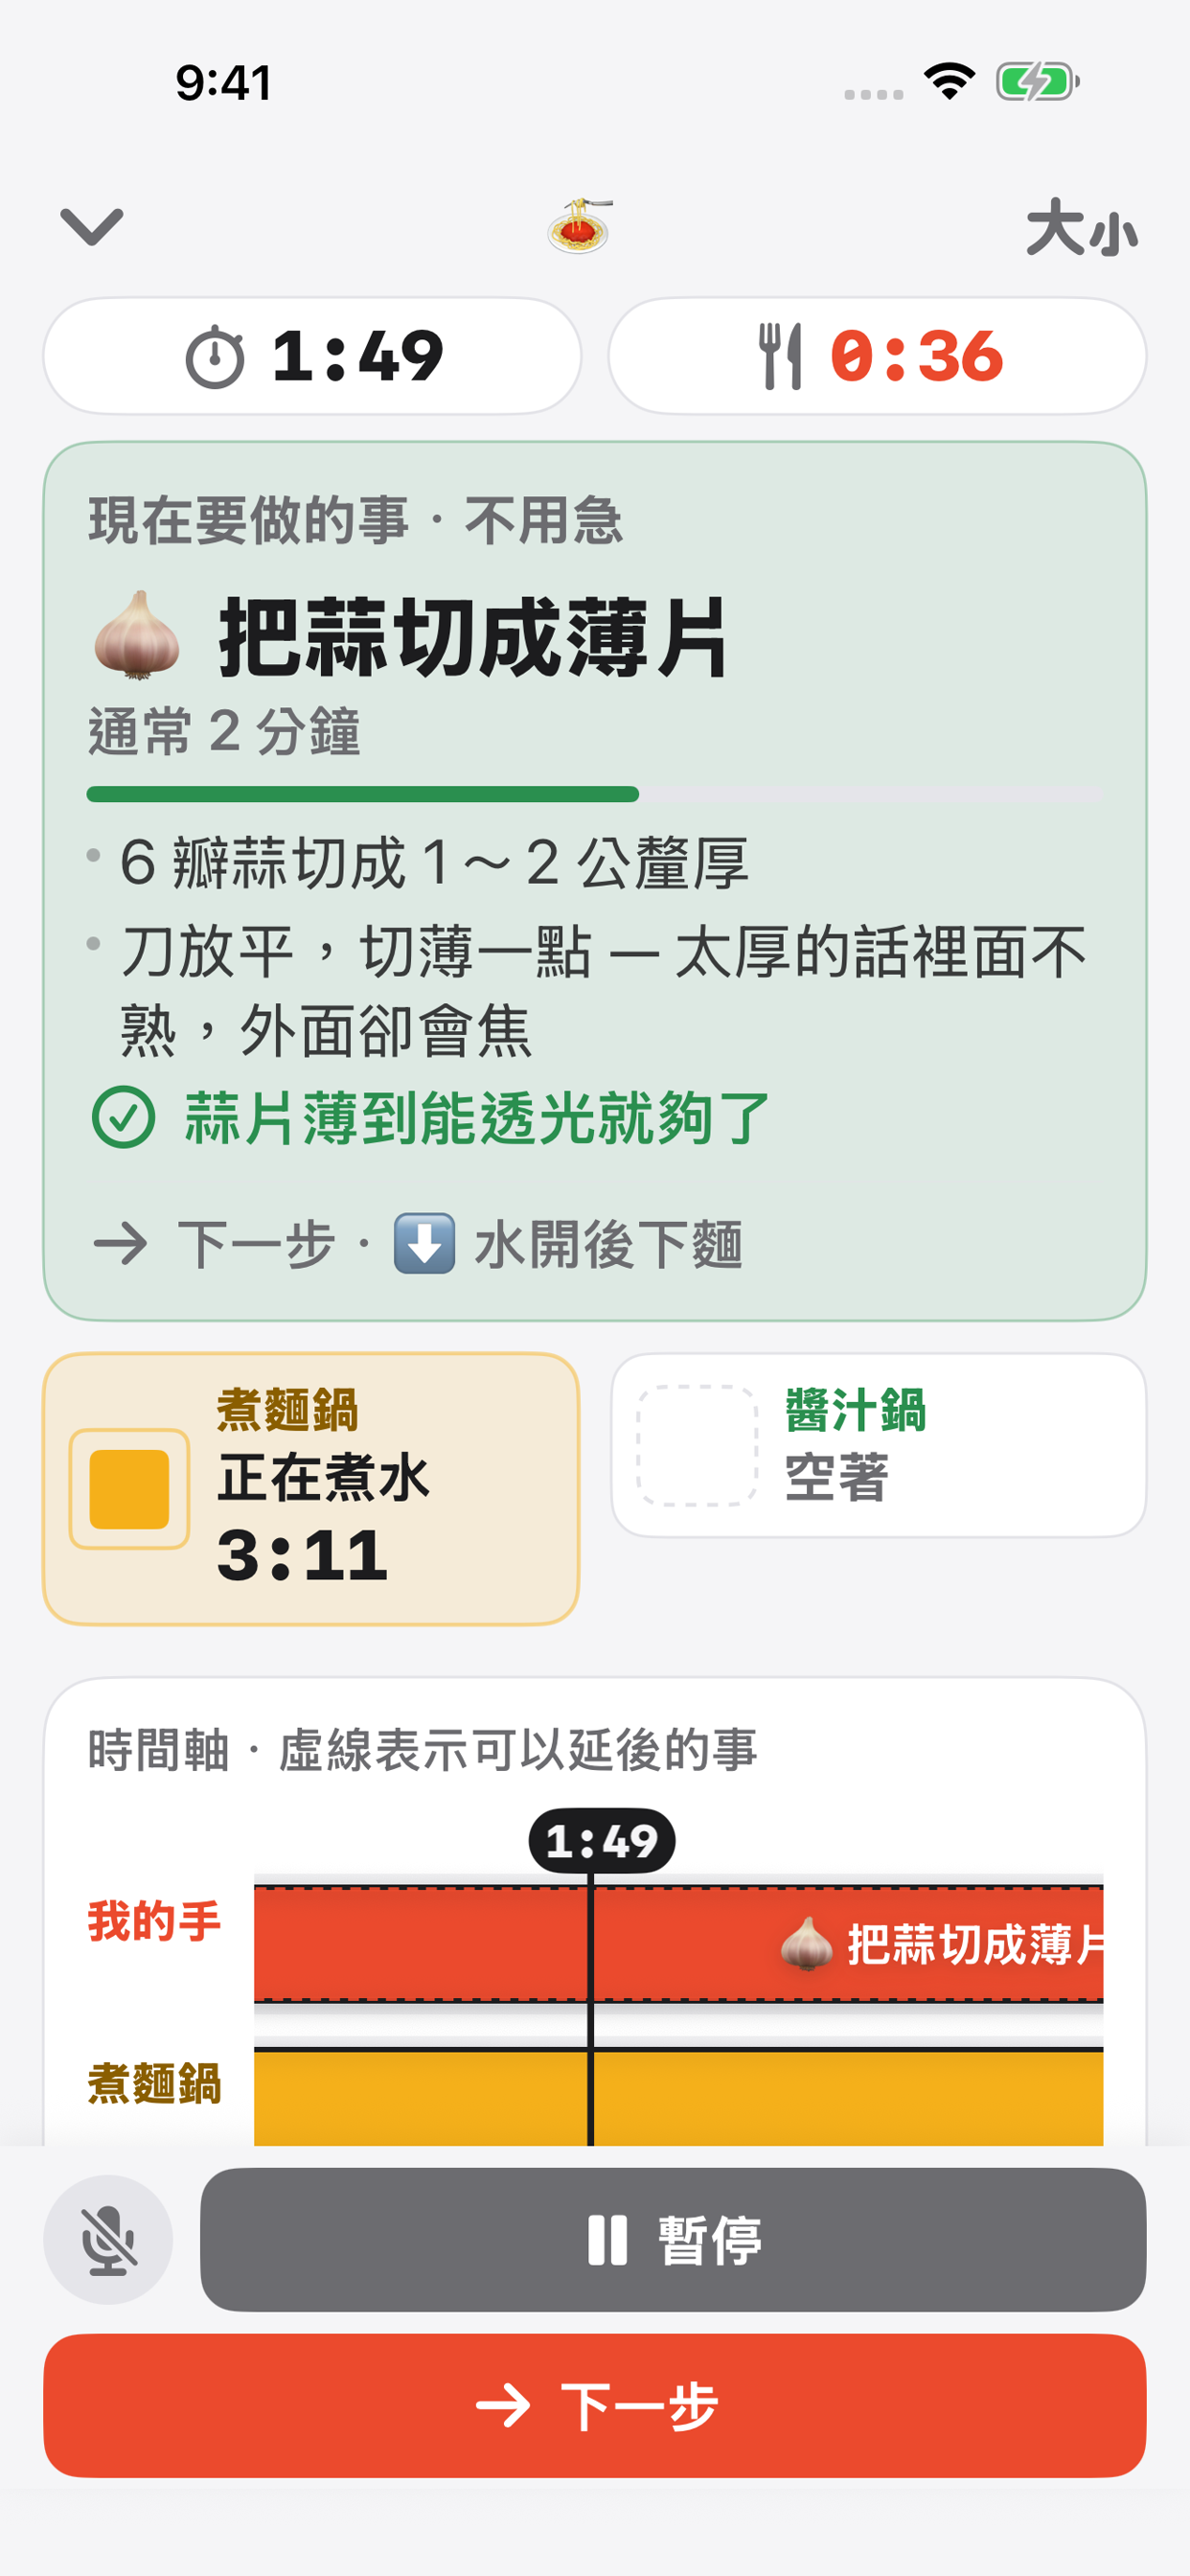 9:41
大小
1:49
0:36
現在要做的事 · 不用急
把蒜切成薄片
通常 2 分鐘
6 瓣蒜切成 1～2 公釐厚
刀放平，切薄一點 — 太厚的話裡面不
熟，外面卻會焦
蒜片薄到能透光就夠了
→ 下一步 · ⬇️ 水開後下麵
煮麵鍋
正在煮水
3:11
醬汁鍋
空著
時間軸 · 虛線表示可以延後的事
1:49
我的手
把蒜切成薄片
煮麵鍋
暫停
→ 下一步